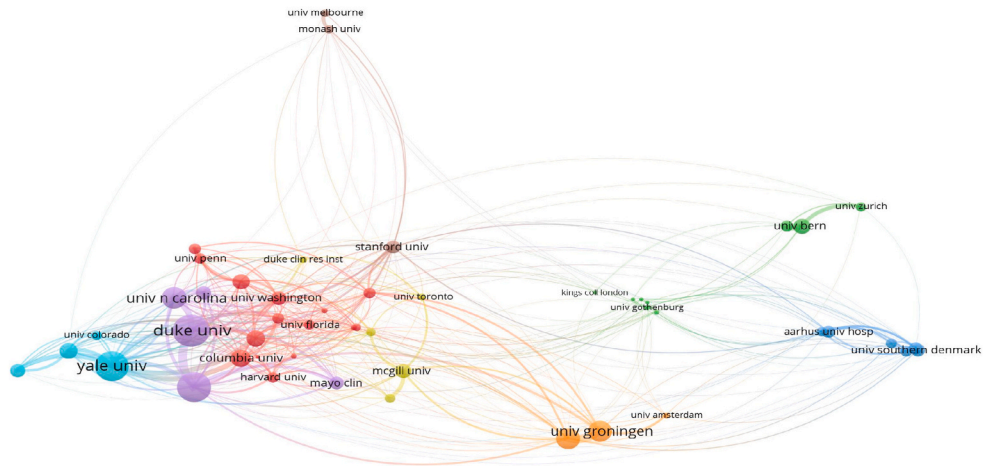 univ melbourne
monash univ
univ zurich
univ bern
stanford univ
univ penn
duke clin res inst
kings coll london
univ n carolina
univ washington
univ toronto
univ gothenburg
duke univ
univ florida
aarhus univ hosp
univ colorado
univ southern denmark
columbia univ
yale univ
mcgill univ
harvard univ
mayo clin
univ amsterdam
univ groningen